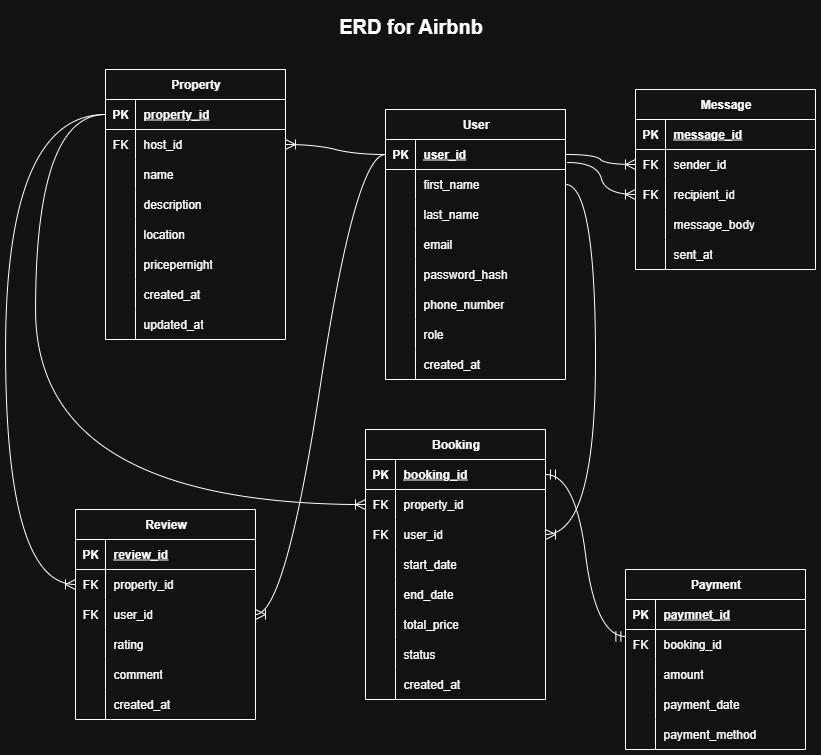 ERD for Airbnb
Property
PK property_id
FK host_id
name
description
location
pricepernight
created_at
updated_at
User
PK user_id
first_name
last_name
email
password_hash
phone_number
role
created_at
Message
PK message_id
FK sender_id
FK recipient_id
message_body
sent_at
Booking
PK booking_id
FK property_id
FK user_id
start_date
end_date
total_price
status
created_at
Review
PK review_id
FK property_id
FK user_id
rating
comment
created_at
Payment
PK paymnet_id
FK booking_id
amount
payment_date
payment_method